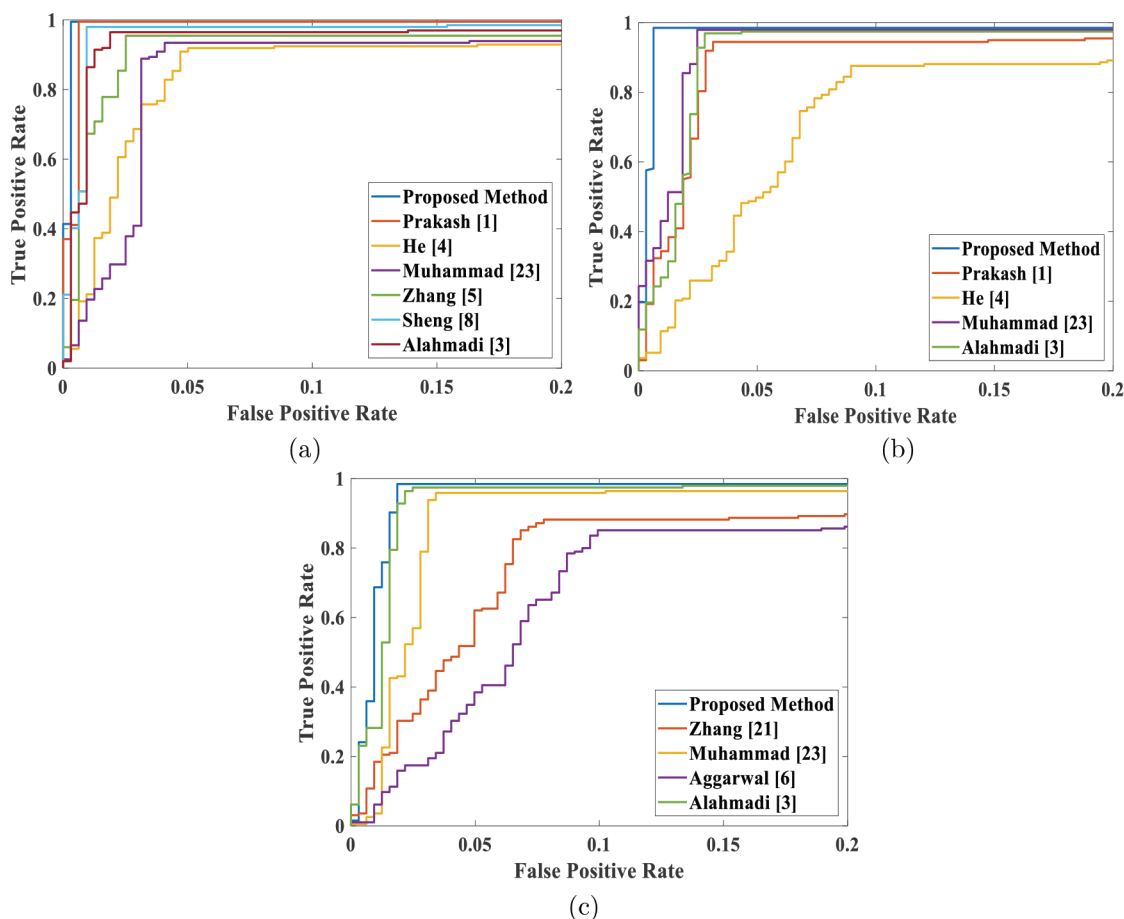 True Positive Rate
1
0.8
0.6
0.4
0.2
0
Proposed Method
Prakash [1]
He [4]
Muhammad [23]
Zhang [5]
Sheng [8]
Alahmadi [3]
0 0.05 0.1 0.15 0.2
False Positive Rate
(a)
True Positive Rate
1
0.8
0.6
0.4
0.2
0
Proposed Method
Prakash [1]
He [4]
Muhammad [23]
Alahmadi [3]
0 0.05 0.1 0.15 0.2
False Positive Rate
(b)
True Positive Rate
1
0.8
0.6
0.4
0.2
0
Proposed Method
Zhang [21]
Muhammad [23]
Aggarwal [6]
Alahmadi [3]
0 0.05 0.1 0.15 0.2
False Positive Rate
(c)